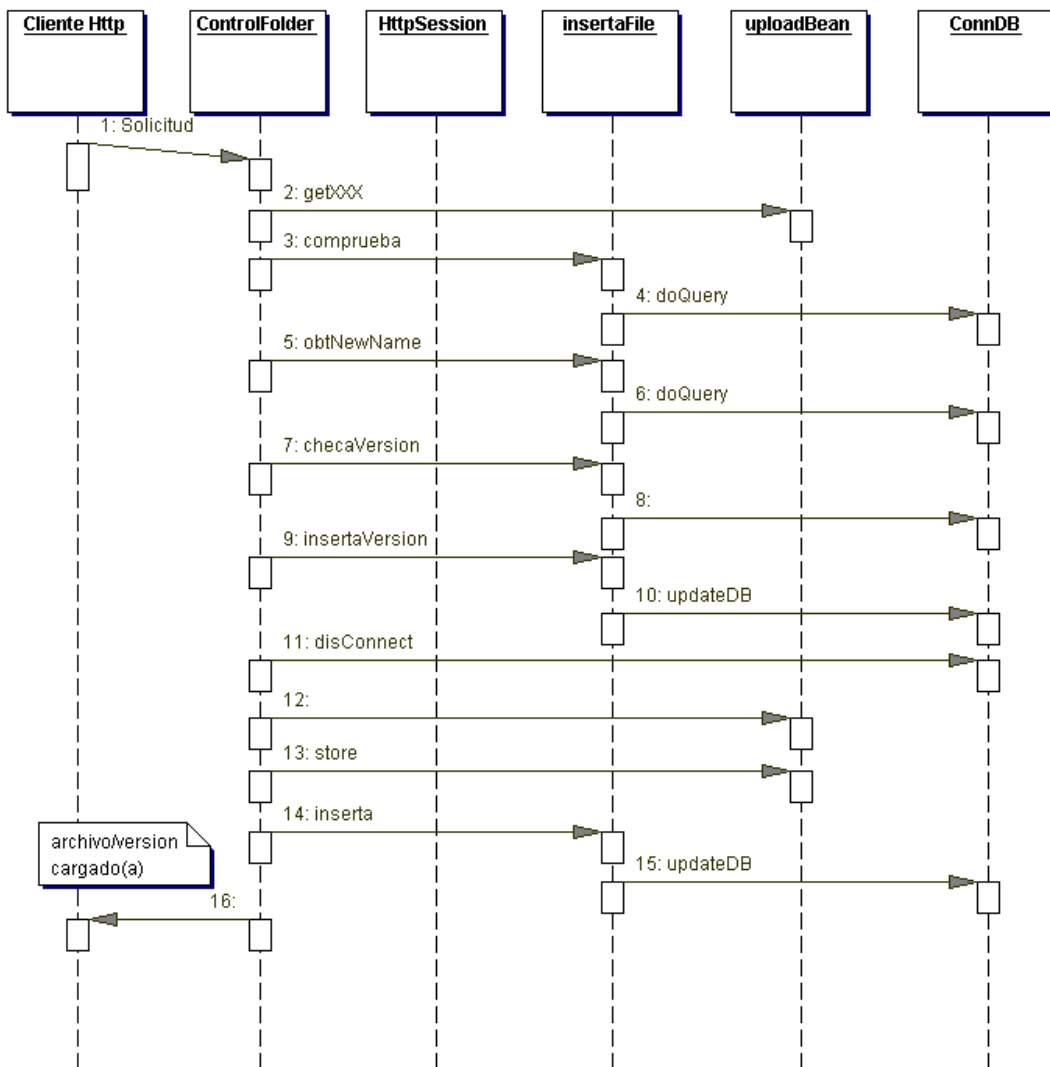 Cliente Http
ControlFolder
HttpSession
insertaFile
uploadBean
ConnDB
1: Solicitud
2: getXXX
3: comprueba
4: doQuery
5: obtNewName
6: doQuery
7: checaVersion
8:
9: insertaVersion
10: updateDB
11: disConnect
12:
13: store
14: inserta
archivo/version
cargado(a)
15: updateDB
16: